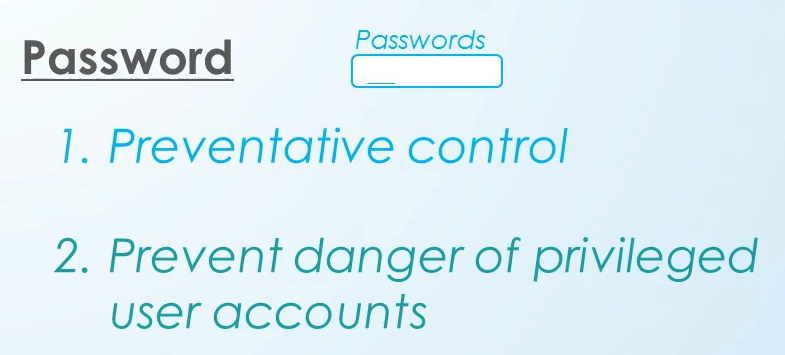 Password
Passwords
1. Preventative control
2. Prevent danger of privileged
user accounts